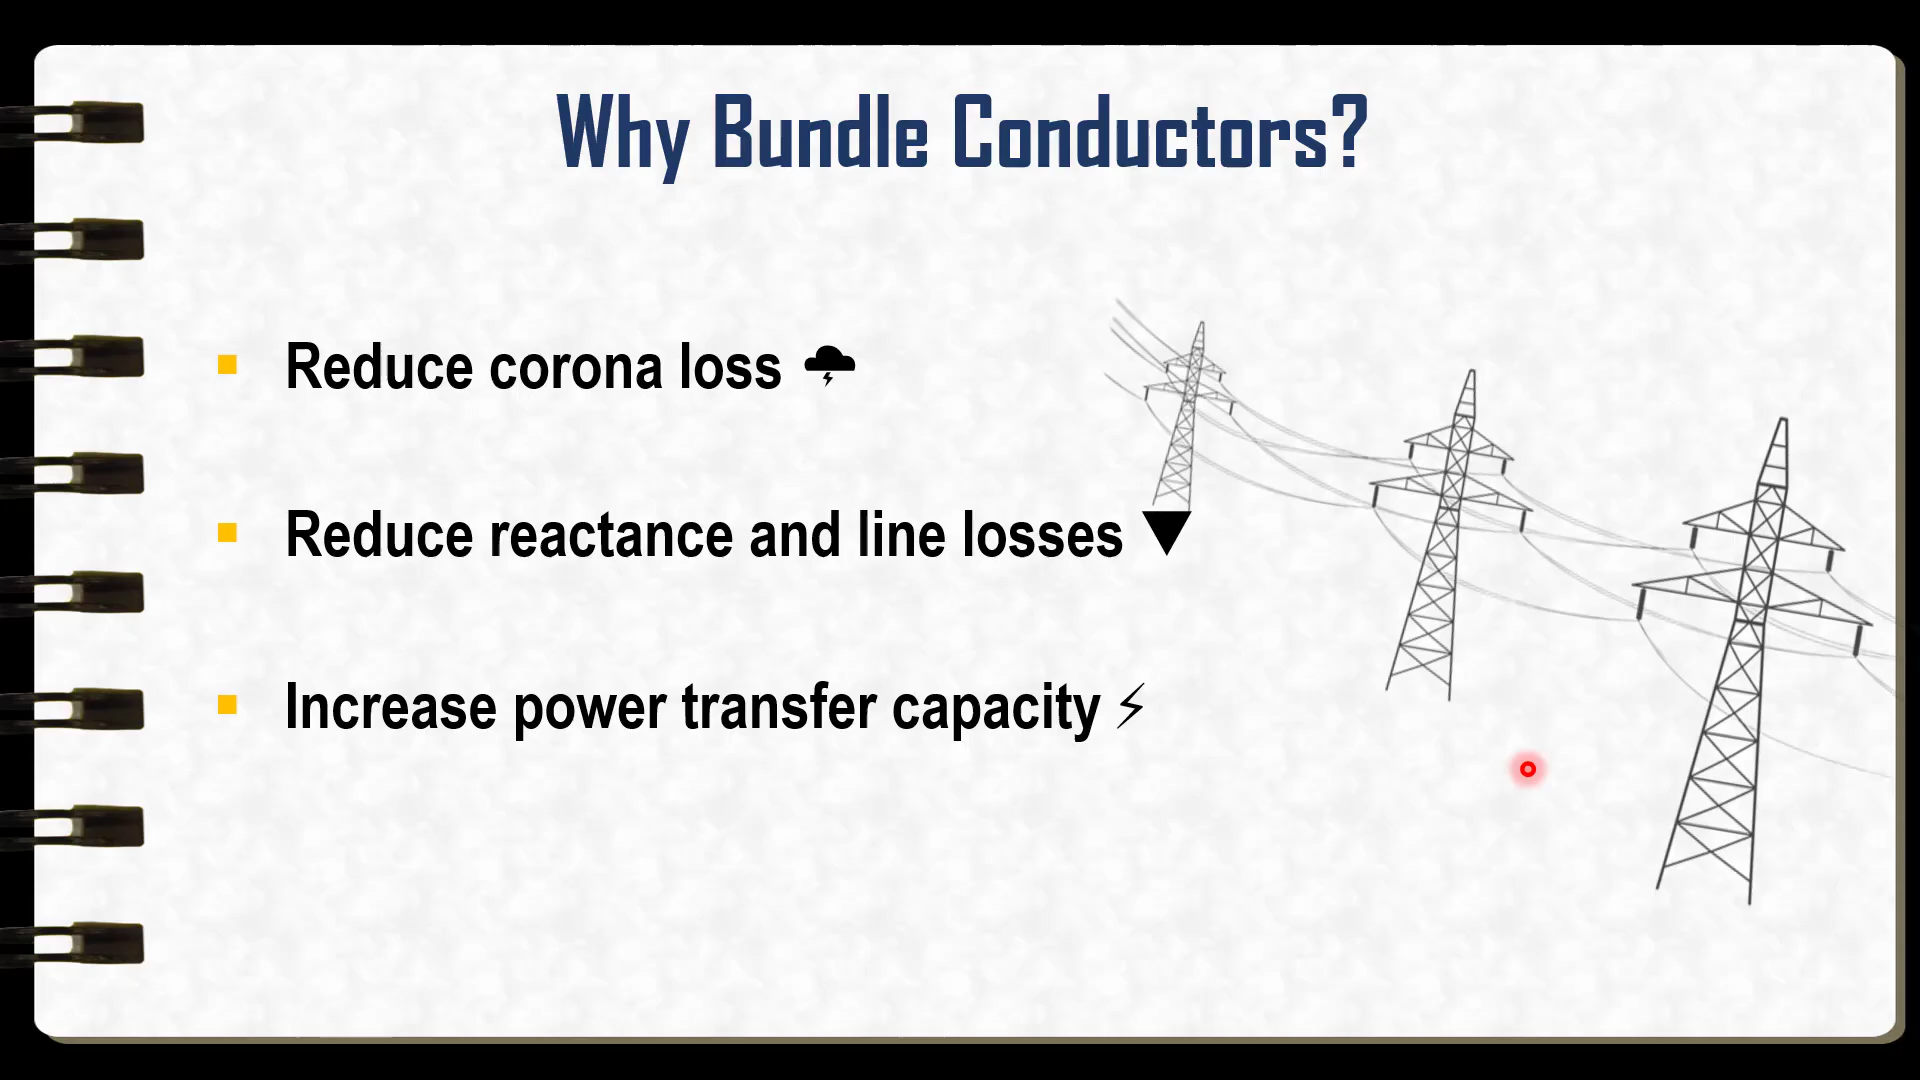 Why Bundle Conductors?
Reduce corona loss 🌩
Reduce reactance and line losses ▼
Increase power transfer capacity ⚡